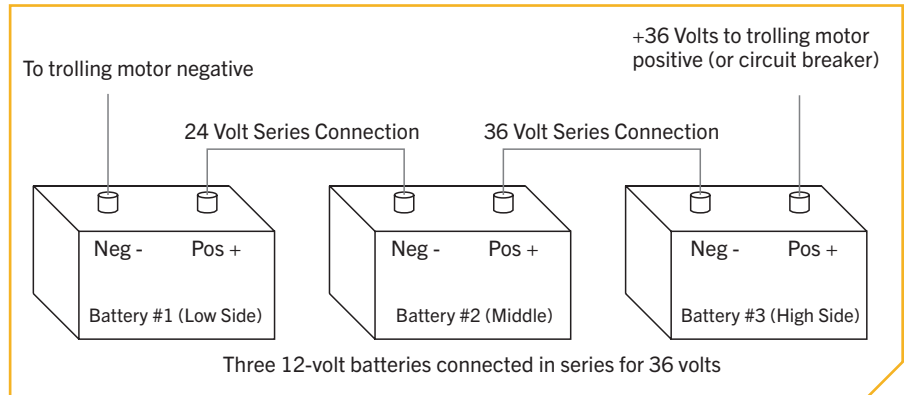 +36 Volts to trolling motor
positive (or circuit breaker)
To trolling motor negative
24 Volt Series Connection
36 Volt Series Connection
Neg -
Pos +
Neg -
Pos +
Neg -
Pos +
Battery #1 (Low Side)
Battery #2 (Middle)
Battery #3 (High Side)
Three 12-volt batteries connected in series for 36 volts